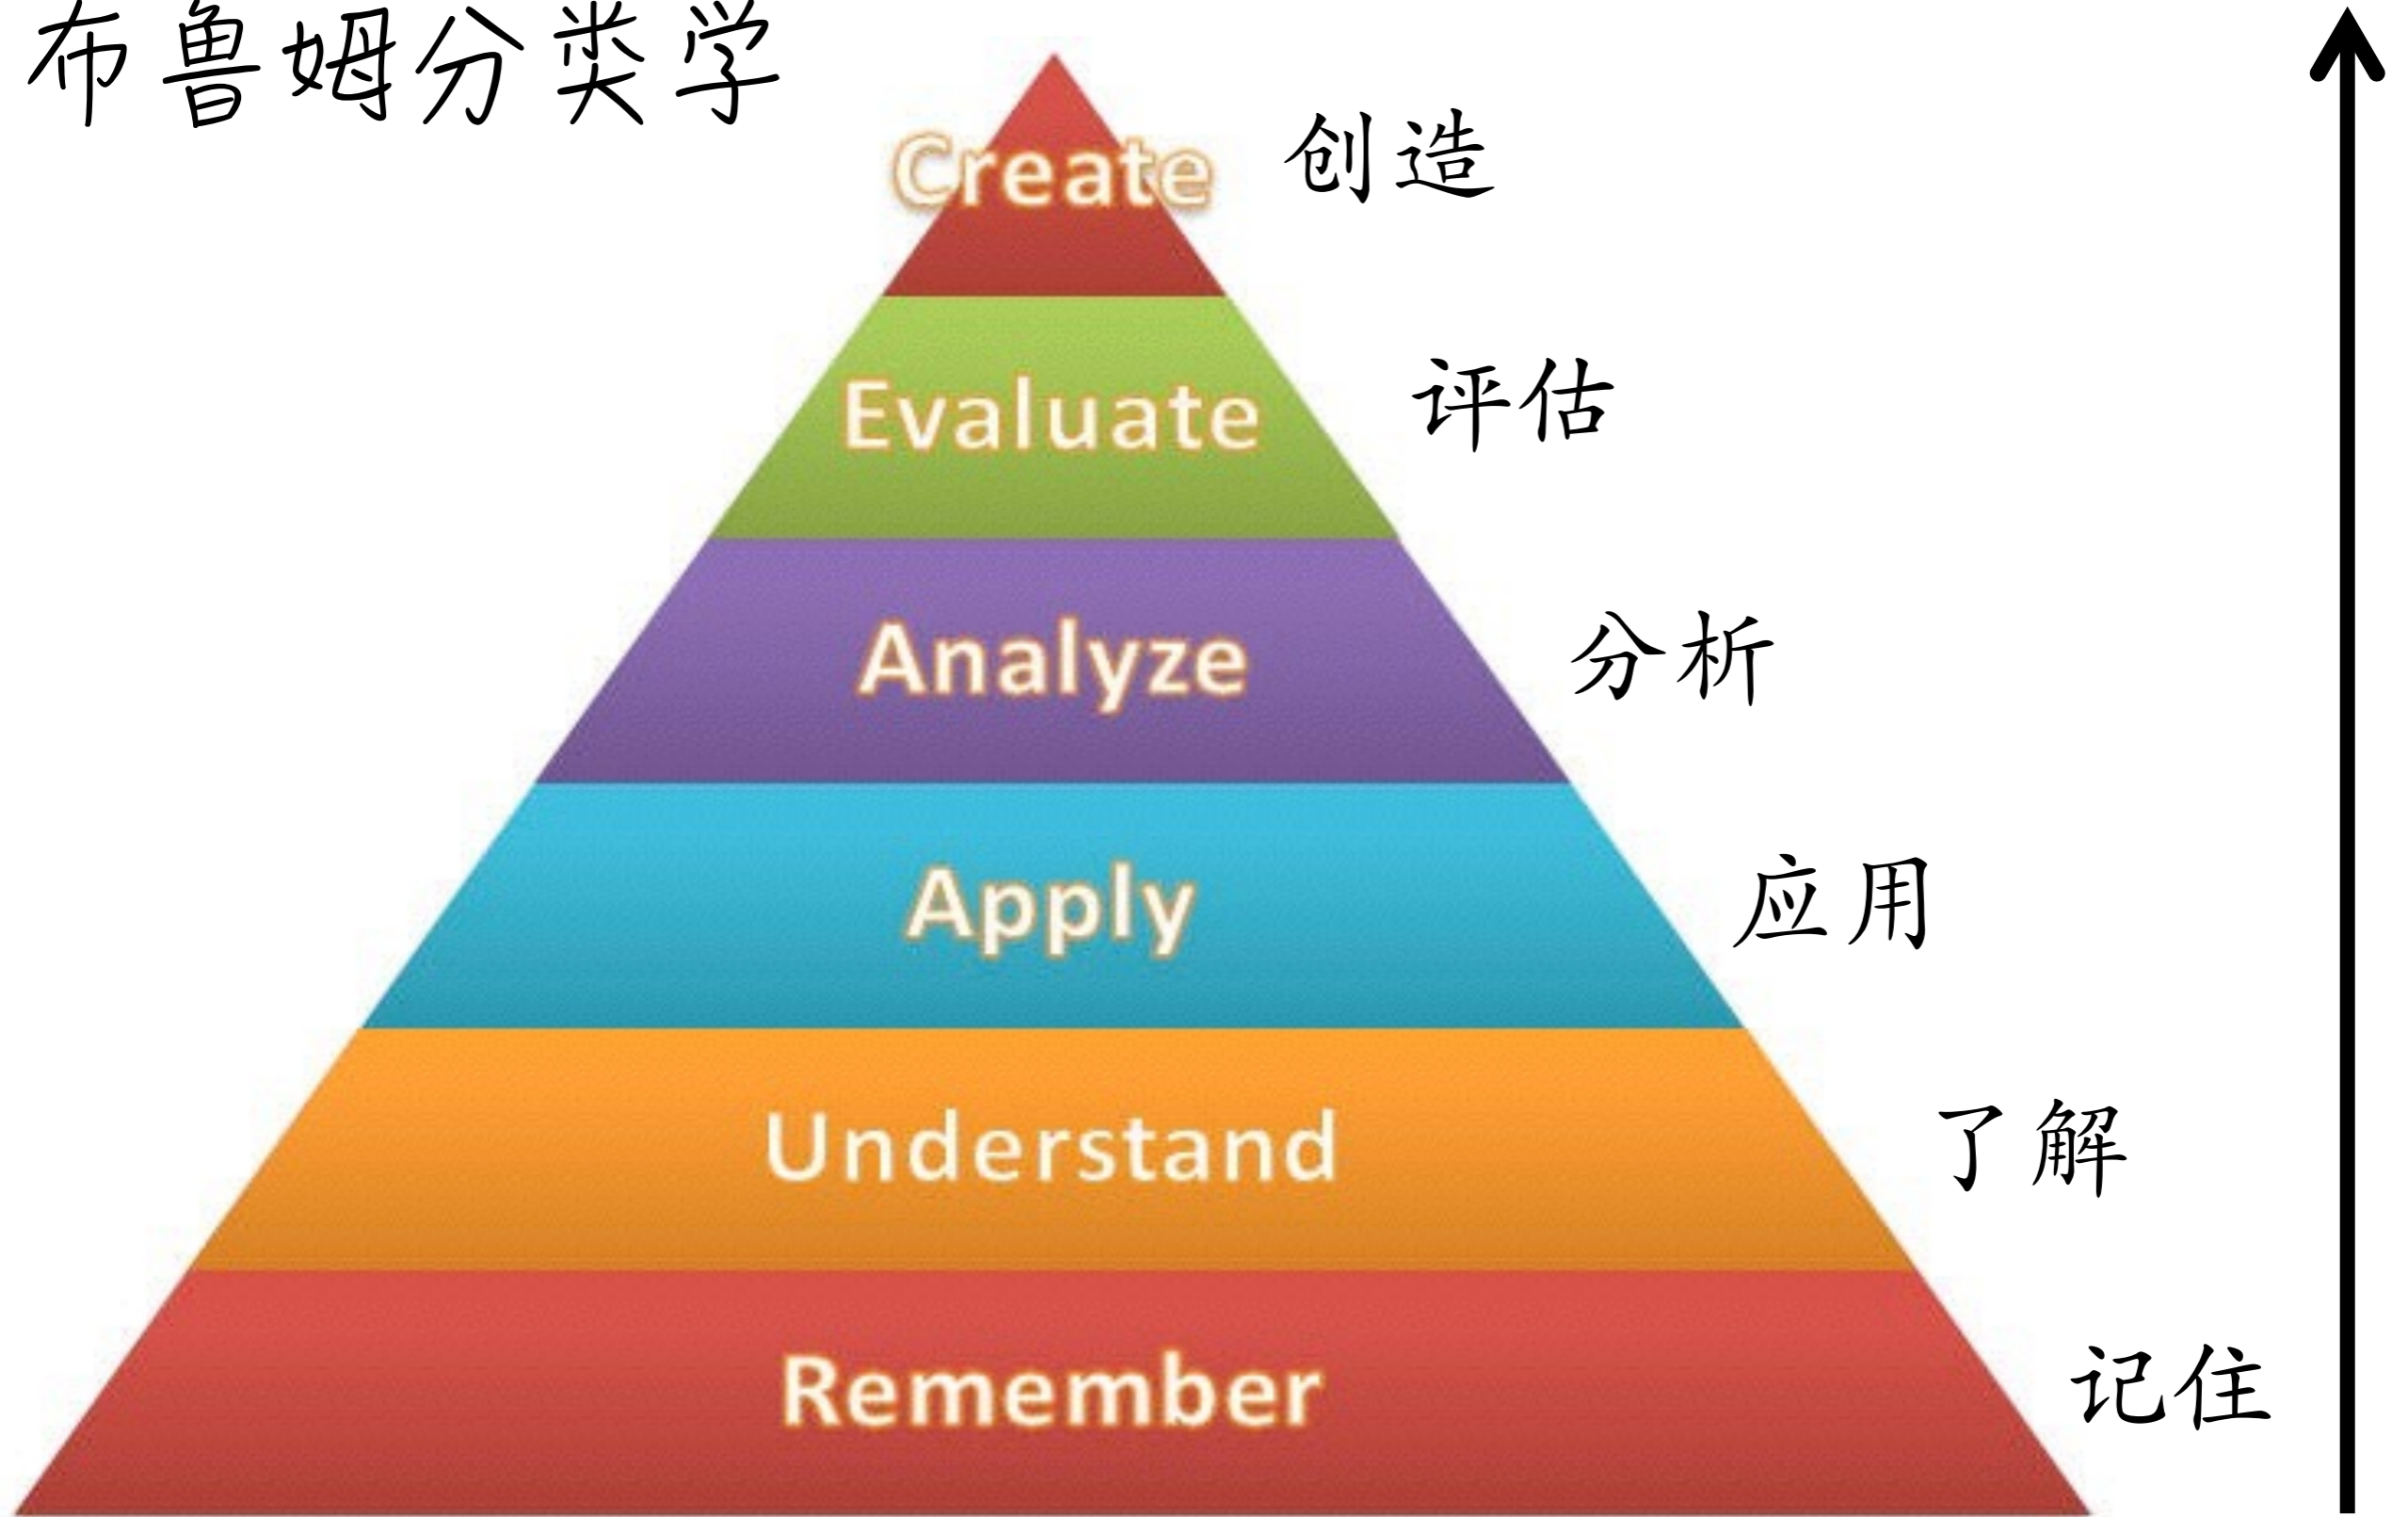 布鲁姆分类学
Create 创造
Evaluate 评估
Analyze 分析
Apply 应用
Understand 了解
Remember 记住